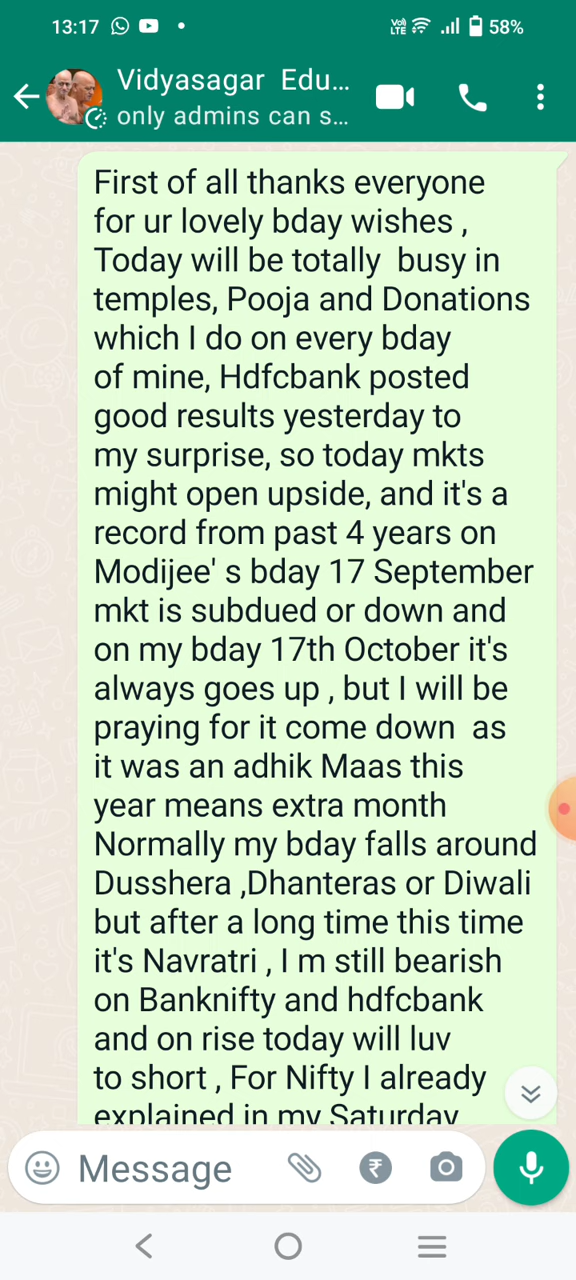 13:17 Vo) LTE 58%
Vidyasagar Edu...
only admins can s...
First of all thanks everyone
for ur lovely bday wishes ,
Today will be totally busy in
temples, Pooja and Donations
which I do on every bday
of mine, Hdfcbank posted
good results yesterday to
my surprise, so today mkts
might open upside, and it's a
record from past 4 years on
Modijee' s bday 17 September
mkt is subdued or down and
on my bday 17th October it's
always goes up , but I will be
praying for it come down as
it was an adhik Maas this
year means extra month
Normally my bday falls around
Dusshera ,Dhanteras or Diwali
but after a long time this time
it's Navratri , I m still bearish
on Banknifty and hdfcbank
and on rise today will luv
to short , For Nifty I already
explained in my Saturday
Message ₹